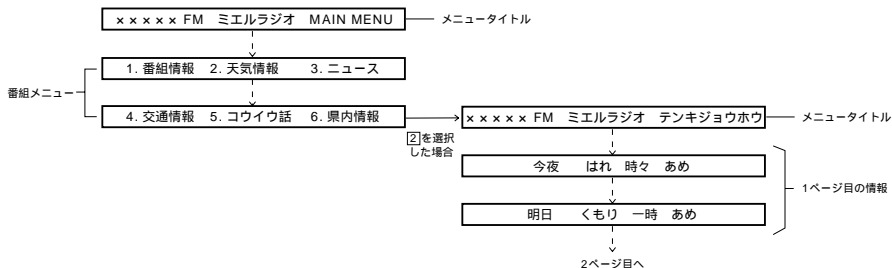 ××××× FM ミエルラジオ MAIN MENU
メニュータイトル
番組メニュー
1. 番組情報 2. 天気情報 3. ニュース
4. 交通情報 5. コウイウ話 6. 県内情報
2を選択
した場合
××××× FM ミエルラジオ テンキジョウホウ
メニュータイトル
今夜 はれ 時々 あめ
1ページ目の情報
明日 くもり 一時 あめ
2ページ目へ